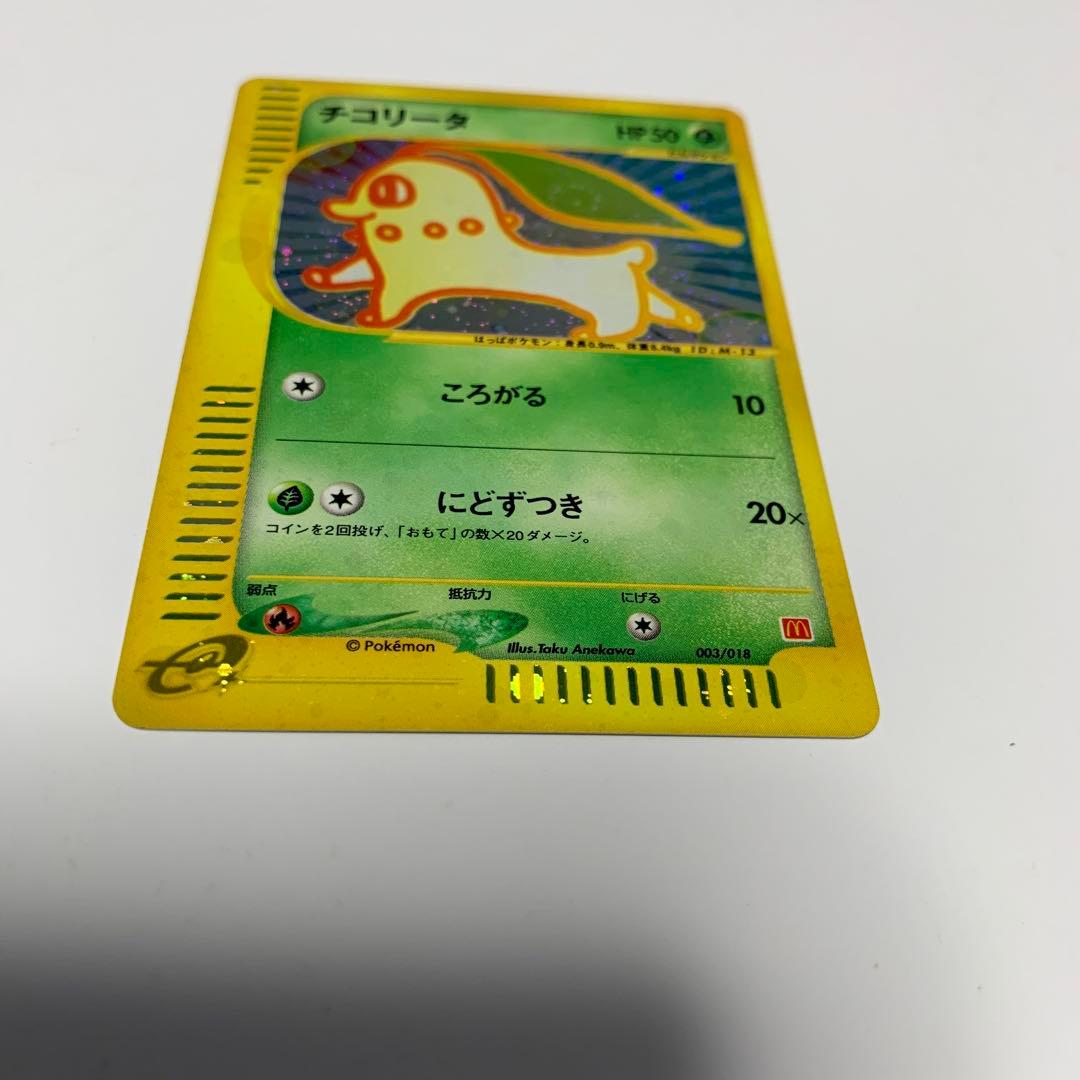 チコリータ
HP 50
はっぱポケモン：身長0.9m、体重6.4kg ID：M-13
ころがる 10
にどずつき 20×
コインを2回投げ、「おもて」の数×20ダメージ。
弱点 抵抗力 にげる
© Pokémon Illus.Taku Anekawa 003/018